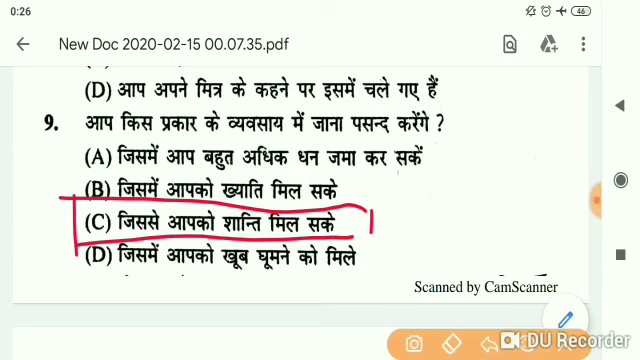 0:26
46
New Doc 2020-02-15 00.07.35.pdf
(D) आप अपने मित्र के कहने पर इसमें चले गए हैं
9. आप किस प्रकार के व्यवसाय में जाना पसन्द करेंगे ?
(A) जिसमें आप बहुत अधिक धन जमा कर सकें
(B) जिसमें आपको ख्याति मिल सके
(C) जिससे आपको शान्ति मिल सके
(D) जिसमें आपको खूब घूमने को मिले
Scanned by CamScanner
DU Recorder